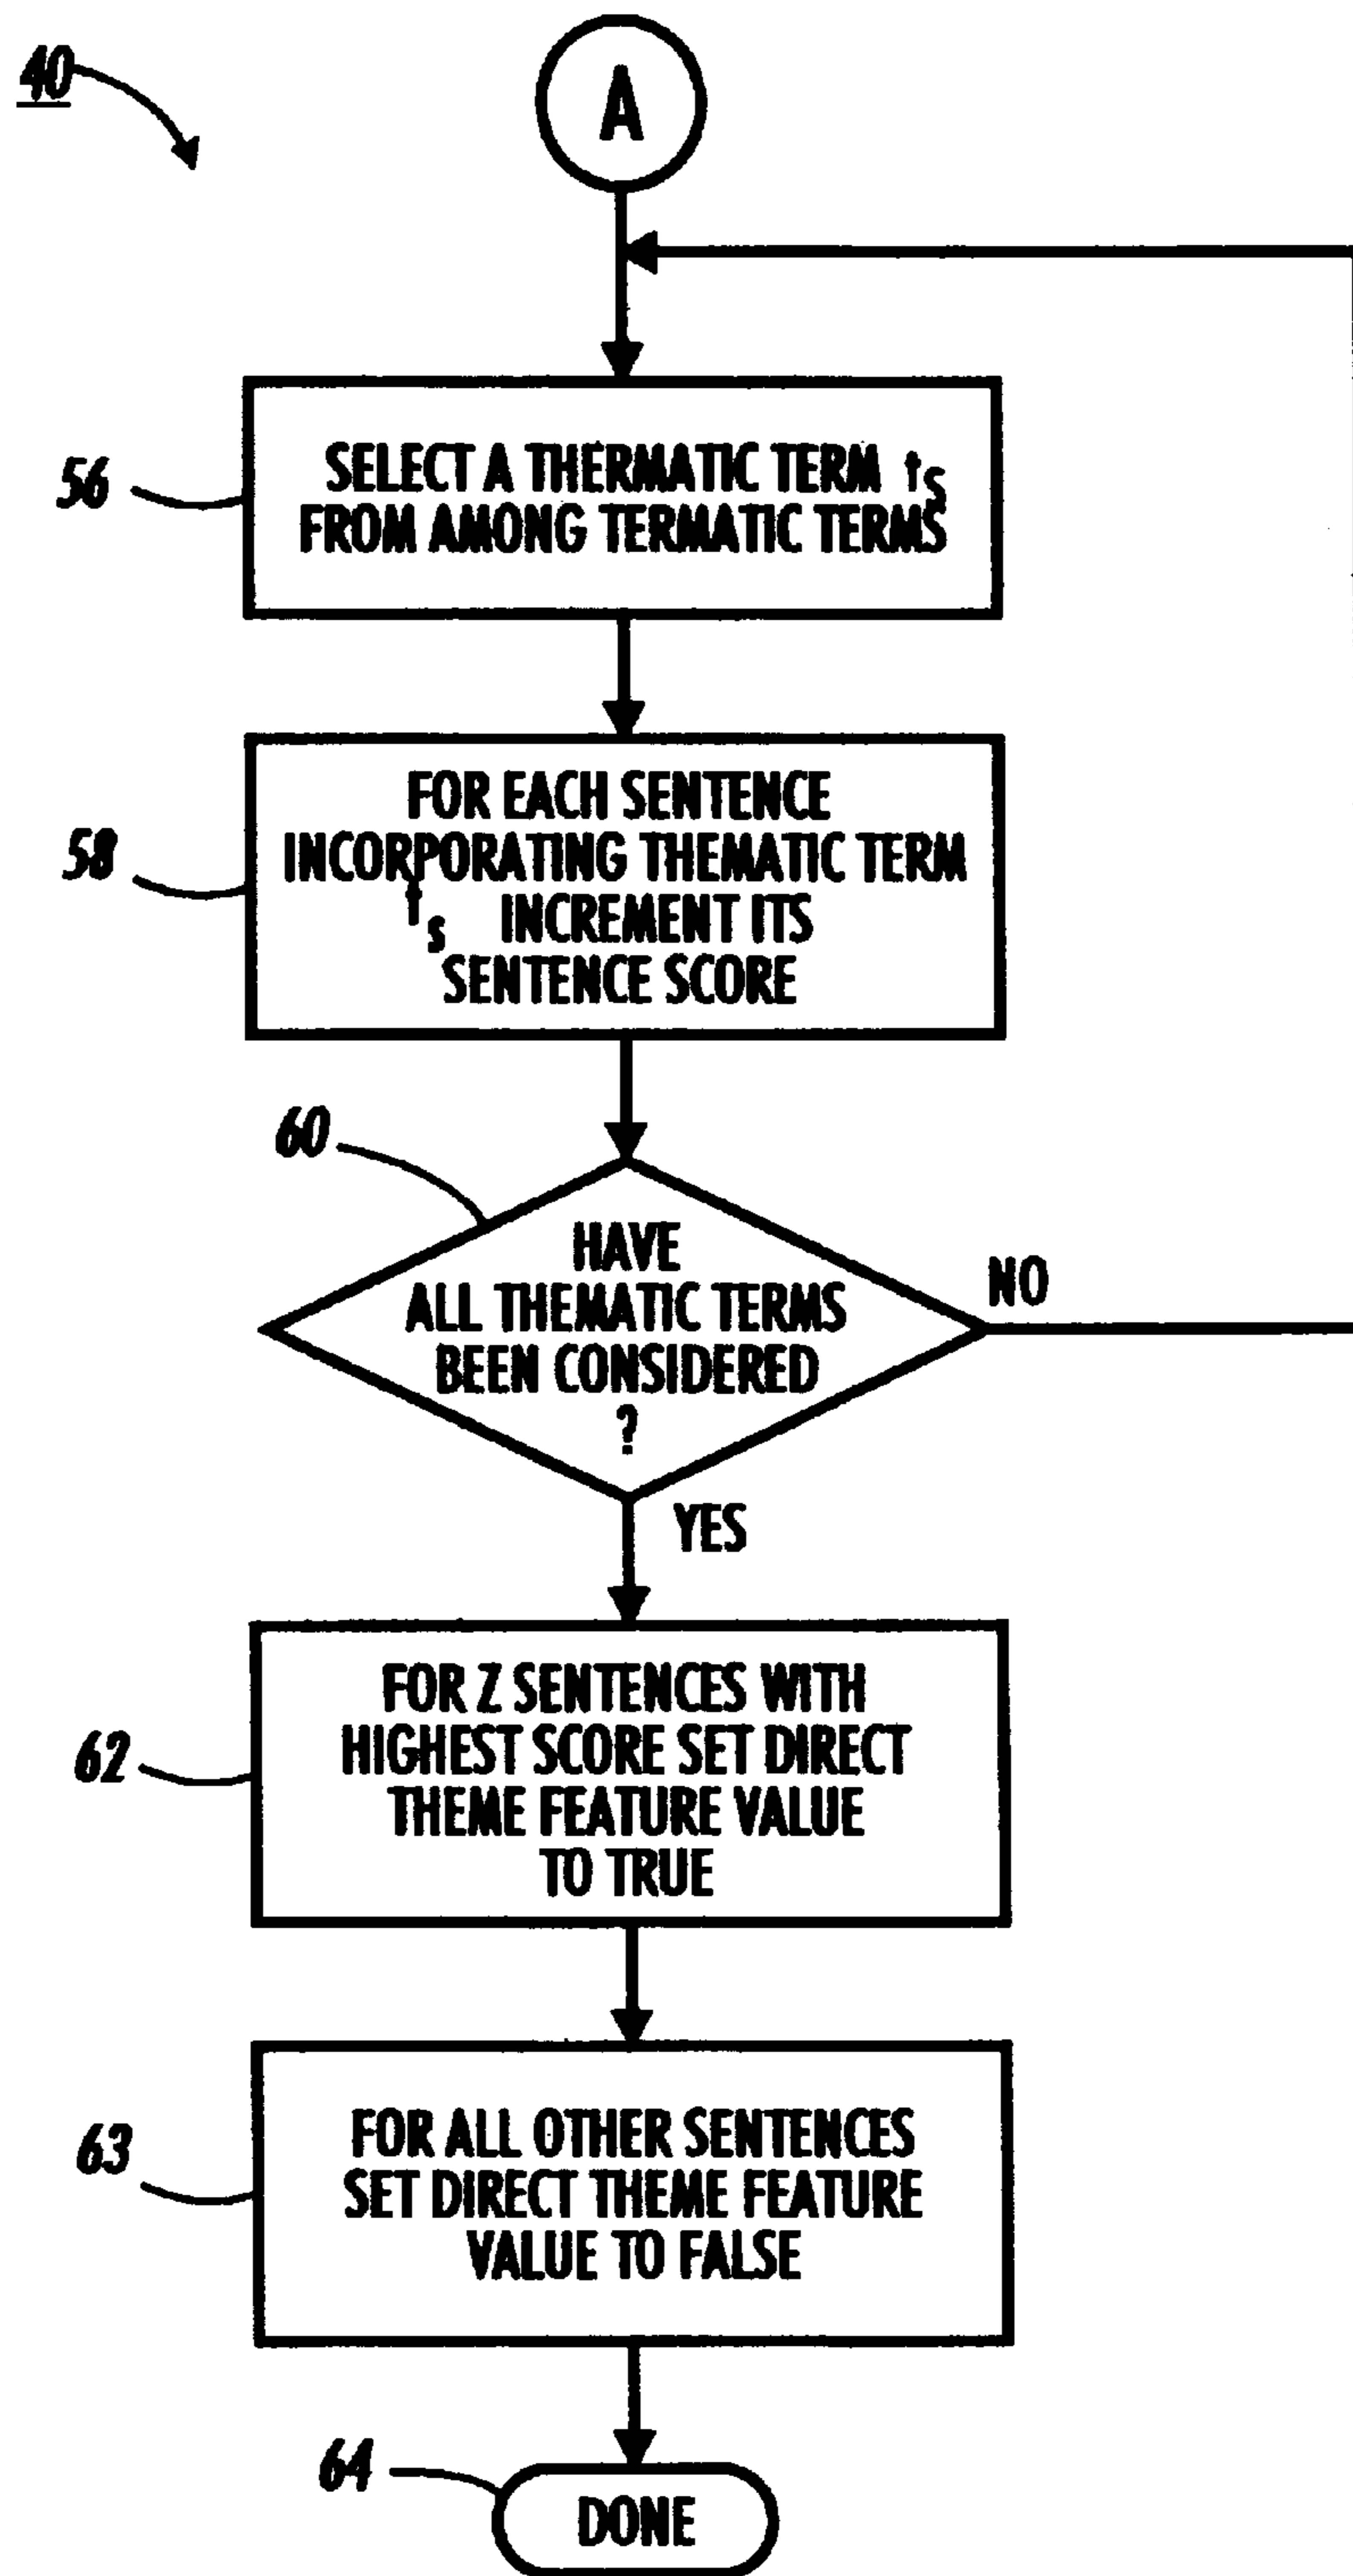 40
A
56
SELECT A THERMATIC TERM ts
FROM AMONG TERMATIC TERMS
58
FOR EACH SENTENCE
INCORPORATING THEMATIC TERM
ts INCREMENT ITS
SENTENCE SCORE
60
HAVE
ALL THEMATIC TERMS
BEEN CONSIDERED
?
NO
YES
62
FOR Z SENTENCES WITH
HIGHEST SCORE SET DIRECT
THEME FEATURE VALUE
TO TRUE
63
FOR ALL OTHER SENTENCES
SET DIRECT THEME FEATURE
VALUE TO FALSE
64
DONE